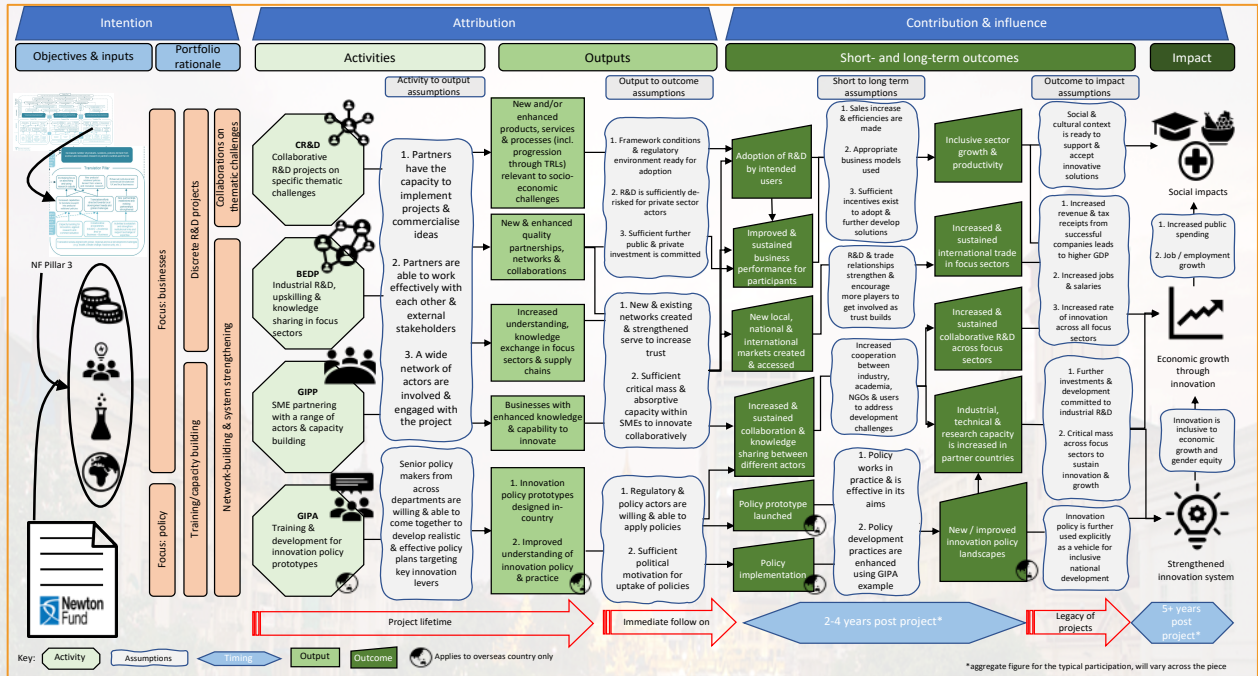 Intention
Attribution
Contribution & influence
Objectives & inputs
Portfolio
rationale
Activities
Outputs
Short- and long-term outcomes
Impact
Activity to output
assumptions
Output to outcome
assumptions
Short to long term
assumptions
Outcome to impact
assumptions
NF Pillar 3
Newton
Fund
Focus: businesses
Focus: policy
Discrete R&D projects
Training/capacity building
Collaborations on
thematic challenges
Network-building & system strengthening
CR&D
Collaborative
R&D projects on
specific thematic
challenges
BEDP
Industrial R&D,
upskilling &
knowledge
sharing in focus
sectors
GIPP
SME partnering
with a range of
actors & capacity
building
GIPA
Training &
development for
innovation policy
prototypes
1. Partners
have the
capacity to
implement
projects &
commercialise
ideas
2. Partners
are able to work
effectively with
each other &
external
stakeholders
3. A wide
network of
actors are
involved &
engaged with
the project
Senior policy
makers from
across
departments are
willing & able to
come together to
develop realistic
& effective policy
plans targeting
key innovation
levers
New and/or
enhanced
products, services
& processes (incl.
progression
through TRLs)
relevant to socio-
economic
challenges
New & enhanced
quality
partnerships,
networks &
collaborations
Increased
understanding,
knowledge
exchange in focus
sectors & supply
chains
Businesses with
enhanced knowledge
& capability to
innovate
1. Innovation
policy prototypes
designed in-
country
2. Improved
understanding of
innovation policy
& practice
1. Framework conditions
& regulatory
environment ready for
adoption
2. R&D is sufficiently de-
risked for private sector
actors
3. Sufficient further
public & private
investment is committed
1. New & existing
networks created &
strengthened serve to
increase trust
2. Sufficient
critical mass &
absorptive
capacity within
SMEs to innovate
collaboratively
1. Regulatory &
policy actors are
willing & able to
apply policies
2. Sufficient
political
motivation for
uptake of policies
Adoption of R&D
by intended users
Improved &
sustained
business
performance for
participants
New local,
national &
international
markets created
& accessed
Increased &
sustained
collaboration &
knowledge
sharing between
different actors
Policy prototype
launched
Policy
implementation
1. Sales increase
& efficiencies are
made
2. Appropriate
business models
used
3. Sufficient
incentives exist to
adopt & further
develop solutions
R&D & trade
relationships
strengthen &
encourage
more players to
get involved as
trust builds
Increased
cooperation
between
industry,
academia,
NGOs & users
to address
development
challenges
1. Policy
works in
practice & is
effective in its
aims
2. Policy
development
practices are
enhanced
using GIPA
example
Inclusive sector
growth &
productivity
Increased &
sustained
international trade
in focus sectors
Increased &
sustained
collaborative R&D
across focus
sectors
Industrial,
technical &
research capacity
is increased in
partner countries
New / improved
innovation policy
landscapes
Social &
cultural context
is ready to
support &
accept
innovative
solutions
1. Increased
revenue & tax
receipts from
successful
companies leads
to higher GDP
2. Increased jobs
& salaries
3. Increased rate
of innovation
across all focus
sectors
1. Further
investments &
development
committed to
industrial R&D
2. Critical mass
across focus
sectors to
sustain
innovation &
growth
Innovation
policy is further
used explicitly
as a vehicle for
inclusive national
development
Social impacts
1. Increased public
spending
2. Job / employment
growth
Economic growth
through
innovation
Innovation is
inclusive to
economic
growth and
gender equity
Strengthened
innovation system
Project lifetime
Immediate follow on
2-4 years post project*
Legacy of
projects
5+ years
post
project*
Key:
Activity
Assumptions
Timing
Output
Outcome
Applies to overseas country only
*aggregate figure for the typical participation, will vary across the piece